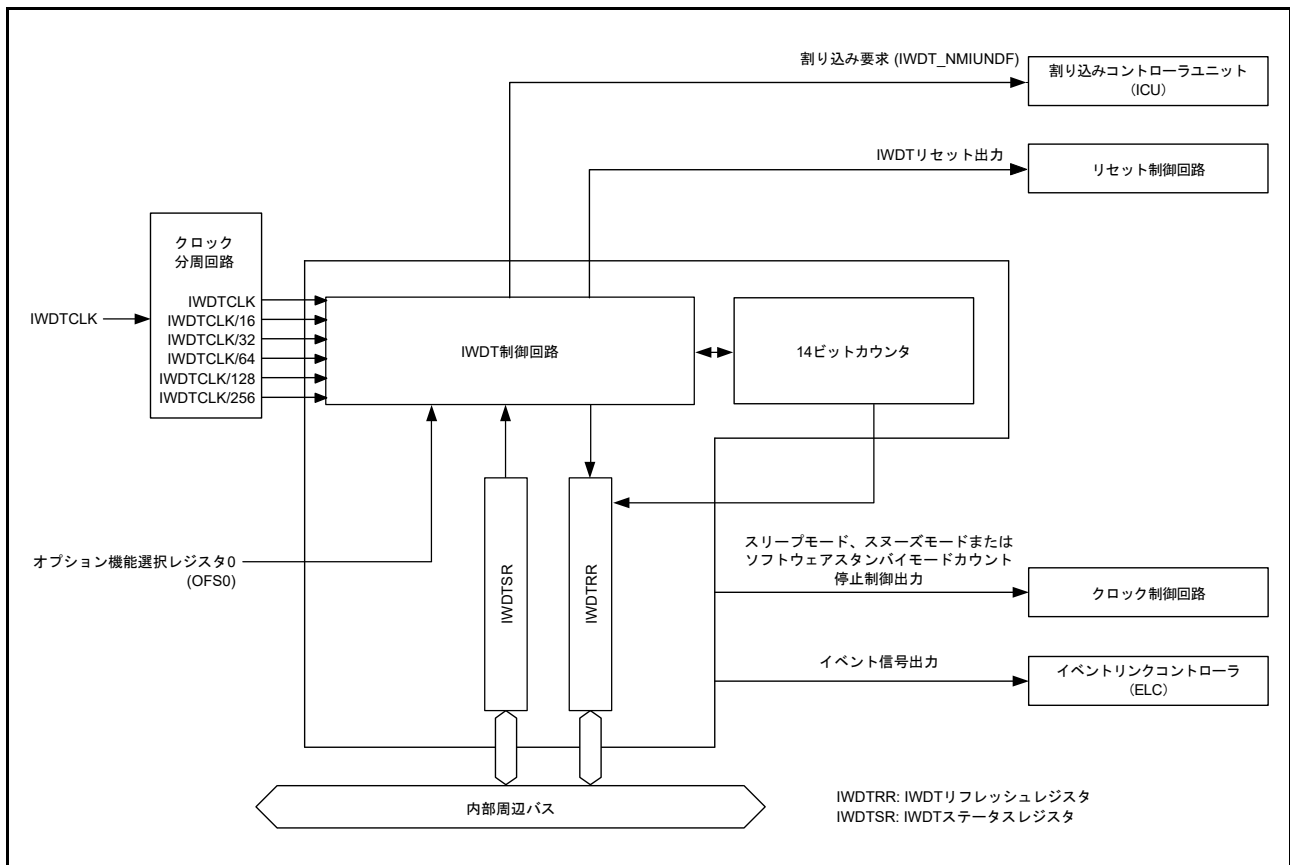 割り込み要求 (IWDT_NMIUNDF)
割り込みコントローラユニット
(ICU)
IWDTリセット出力
リセット制御回路
クロック
分周回路
IWDTCLK
IWDTCLK
IWDTCLK/16
IWDTCLK/32
IWDTCLK/64
IWDTCLK/128
IWDTCLK/256
IWDT制御回路
14ビットカウンタ
オプション機能選択レジスタ0
(OFS0)
IWDTSR
IWDTRR
スリープモード、スヌーズモードまたは
ソフトウェアスタンバイモードカウント
停止制御出力
クロック制御回路
イベント信号出力
イベントリンクコントローラ
(ELC)
内部周辺バス
IWDTRR: IWDTリフレッシュレジスタ
IWDTSR: IWDTステータスレジスタ